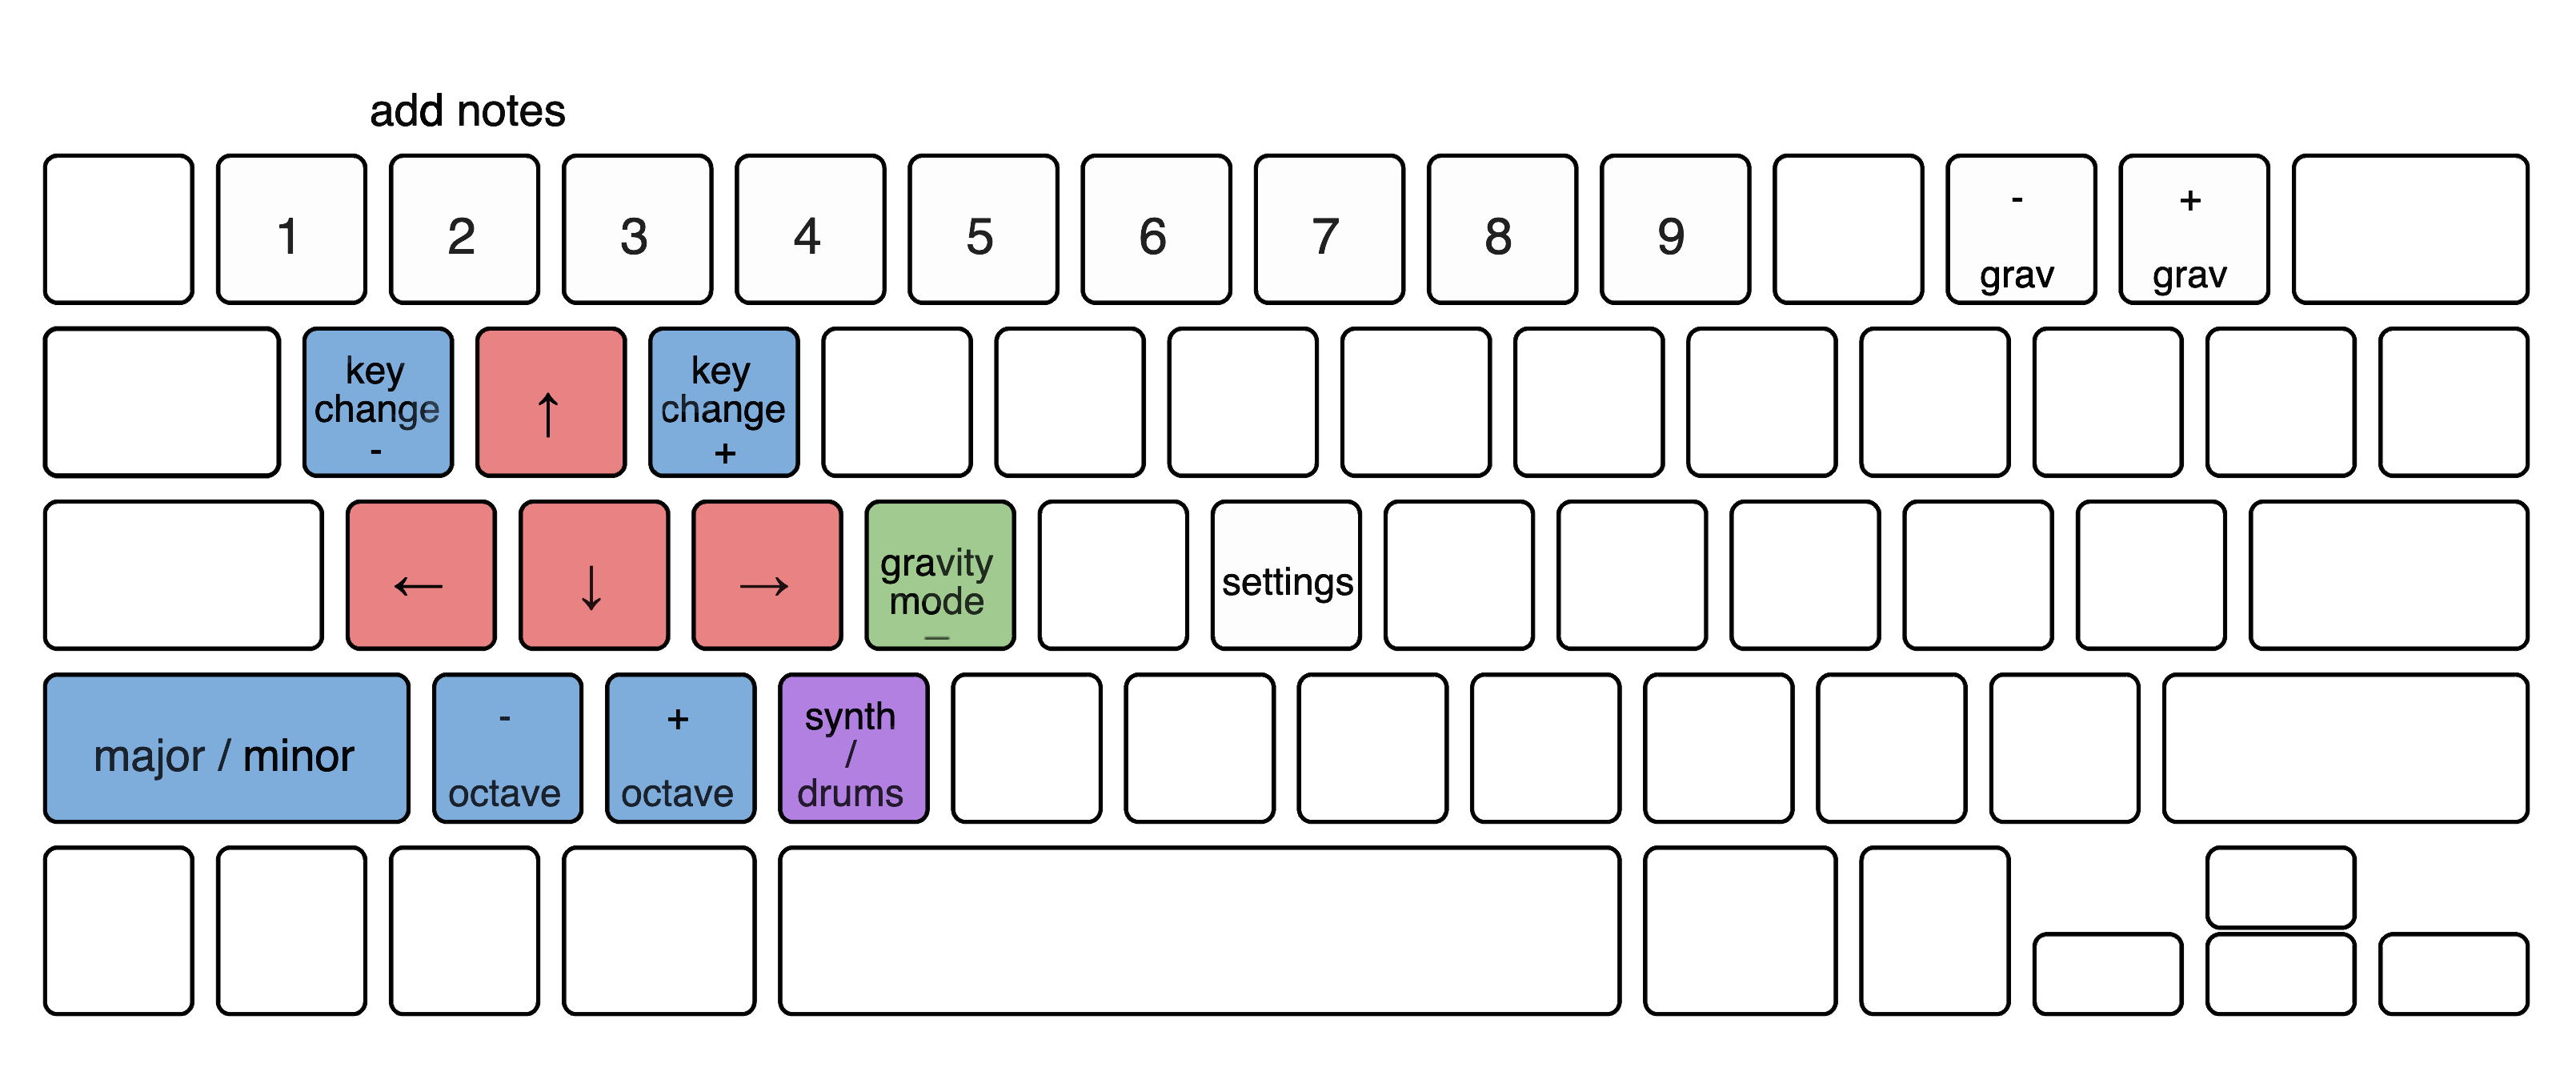 add notes
1 2 3 4 5 6 7 8 9
-
grav
+
grav
key
change
-
↑
key
change
+
←
↓
→
gravity
mode
_
settings
major / minor
-
octave
+
octave
synth
/
drums